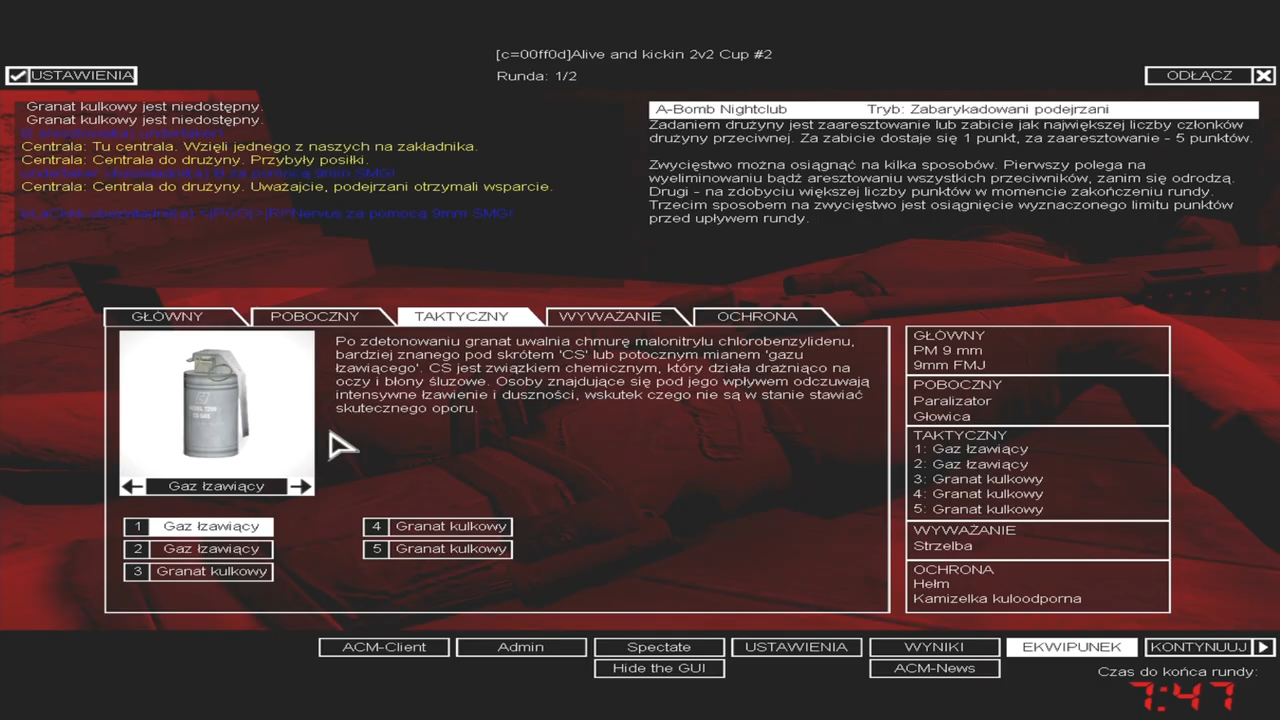 [c=00ff0d]Alive and kickin 2v2 Cup #2
USTAWIENIA
Runda: 1/2
ODŁĄCZ
Granat kulkowy jest niedostępny.
Granat kulkowy jest niedostępny.
Centrala: Tu centrala. Wzięli jednego z naszych na zakładnika.
Centrala: Centrala do drużyny. Przybyły posiłki.
za pomocą 9mm SMG!
Centrala: Centrala do drużyny. Uważajcie, podejrzani otrzymali wsparcie.
za pomocą 9mm SMG!
A-Bomb Nightclub Tryb: Zabarykadowani podejrzani
Zadaniem drużyny jest zaaresztowanie lub zabicie jak największej liczby członków
drużyny przeciwnej. Za zabicie dostaje się 1 punkt, za zaaresztowanie - 5 punktów.
Zwycięstwo można osiągnąć na kilka sposobów. Pierwszy polega na
wyeliminowaniu bądź aresztowaniu wszystkich przeciwników, zanim się odrodzą.
Drugi - na zdobyciu większej liczby punktów w momencie zakończeniu rundy.
Trzecim sposobem na zwycięstwo jest osiągnięcie wyznaczonego limitu punktów
przed upływem rundy.
GŁÓWNY
POBOCZNY
TAKTYCZNY
WYWAŻANIE
OCHRONA
Po zdetonowaniu granat uwalnia chmurę malonitrylu chlorobenzylidenu,
bardziej znanego pod skrótem 'CS' lub potocznym mianem 'gazu
łzawiącego'. CS jest związkiem chemicznym, który działa drażniąco na
oczy i błony śluzowe. Osoby znajdujące się pod jego wpływem odczuwają
intensywne łzawienie i duszności, wskutek czego nie są w stanie stawiać
skutecznego oporu.
Gaz łzawiący
1 Gaz łzawiący
2 Gaz łzawiący
3 Granat kulkowy
4 Granat kulkowy
5 Granat kulkowy
GŁÓWNY
PM 9 mm
9mm FMJ
POBOCZNY
Paralizator
Głowica
TAKTYCZNY
1: Gaz łzawiący
2: Gaz łzawiący
3: Granat kulkowy
4: Granat kulkowy
5: Granat kulkowy
WYWAŻANIE
Strzelba
OCHRONA
Hełm
Kamizelka kuloodporna
ACM-Client
Admin
Spectate
USTAWIENIA
WYNIKI
EKWIPUNEK
KONTYNUUJ
Hide the GUI
ACM-News
Czas do końca rundy:
7:47